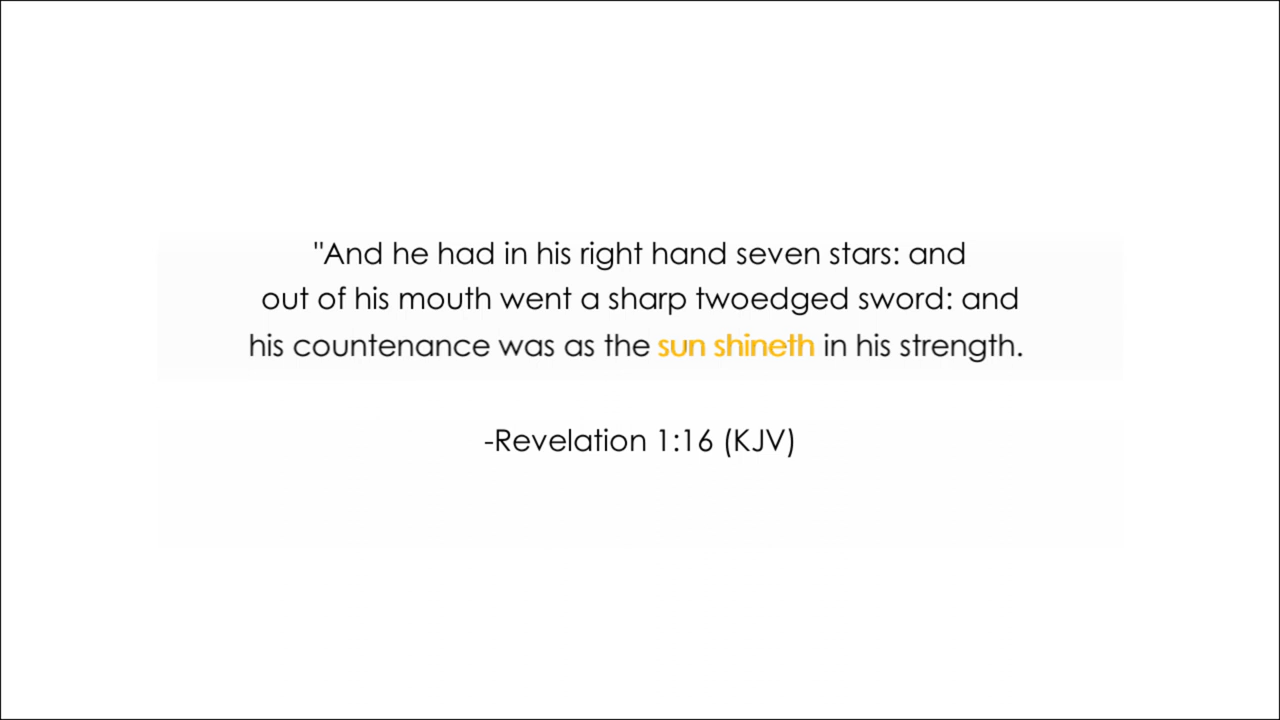 "And he had in his right hand seven stars: and
out of his mouth went a sharp twoedged sword: and
his countenance was as the sun shineth in his strength.
-Revelation 1:16 (KJV)